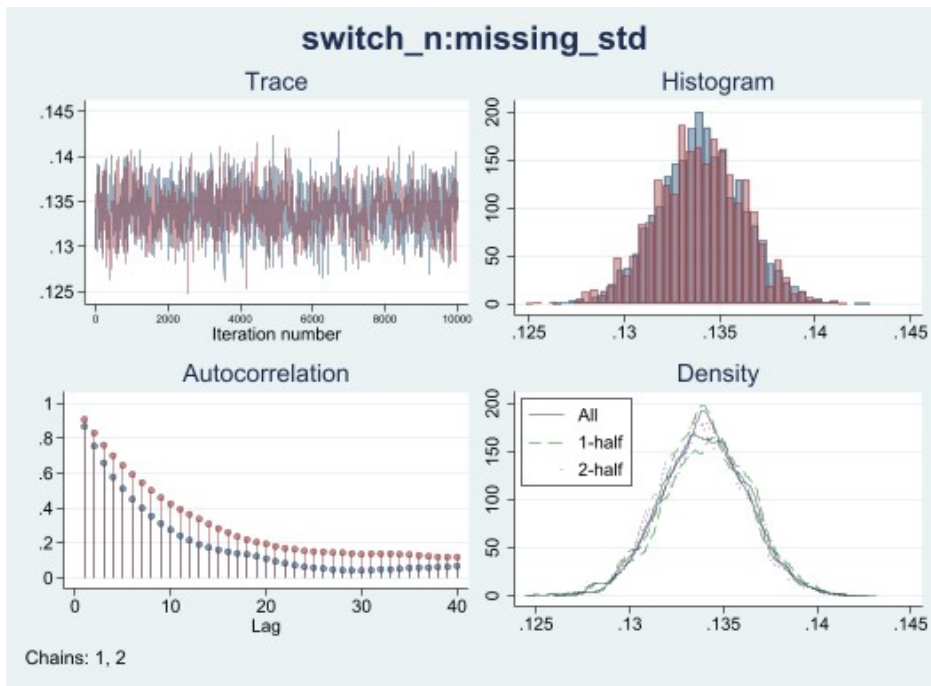 switch_n:missing_std
Trace
.145
.14
.135
.13
.125
0 2000 4000 6000 8000 10000
Iteration number
Histogram
200
150
100
50
0
.125 .13 .135 .14 .145
Autocorrelation
1
.8
.6
.4
.2
0
0 10 20 30 40
Lag
Density
200
150
100
50
0
All
1-half
2-half
.125 .13 .135 .14 .145
Chains: 1, 2